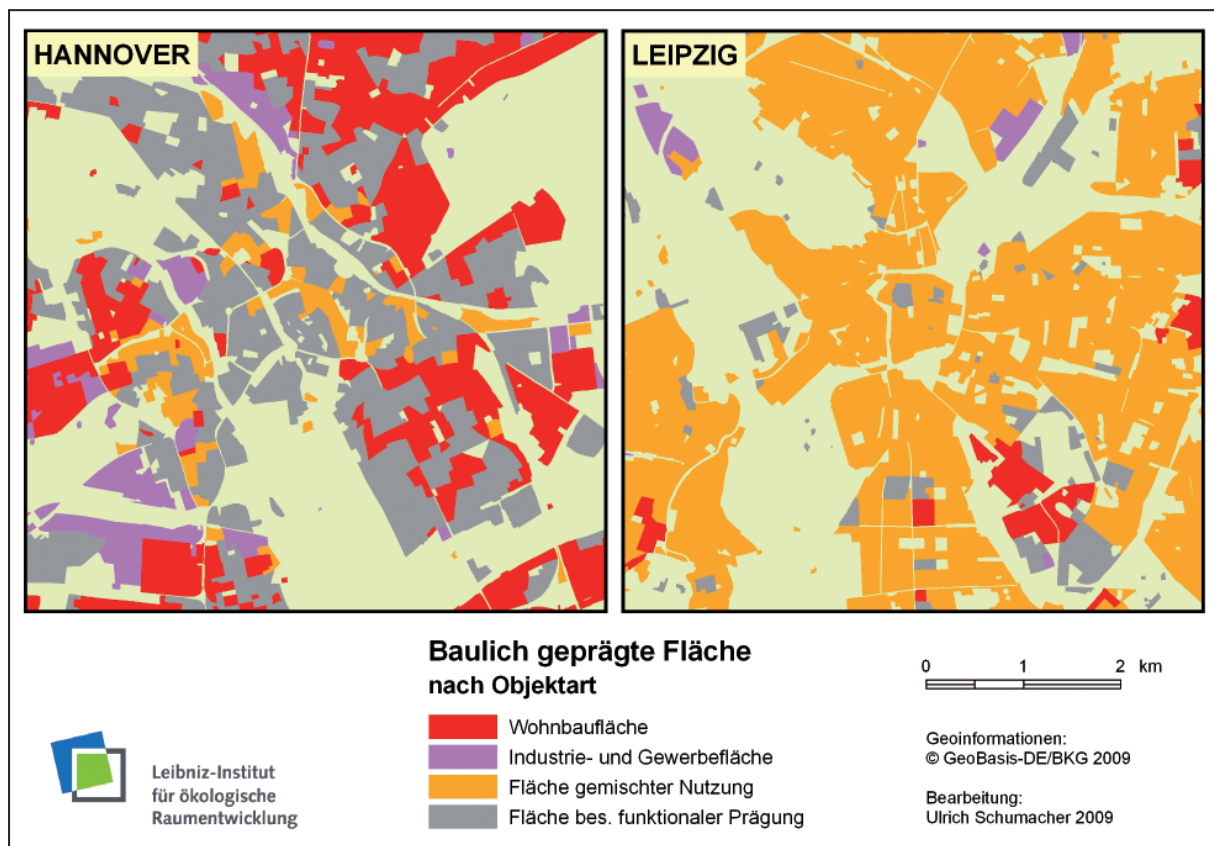 HANNOVER
LEIPZIG
Baulich geprägte Fläche
nach Objektart
Wohnbaufläche
Industrie- und Gewerbefläche
Fläche gemischter Nutzung
Fläche bes. funktionaler Prägung
Leibniz-Institut
für ökologische
Raumentwicklung
0 1 2 km
Geoinformationen:
© GeoBasis-DE/BKG 2009
Bearbeitung:
Ulrich Schumacher 2009